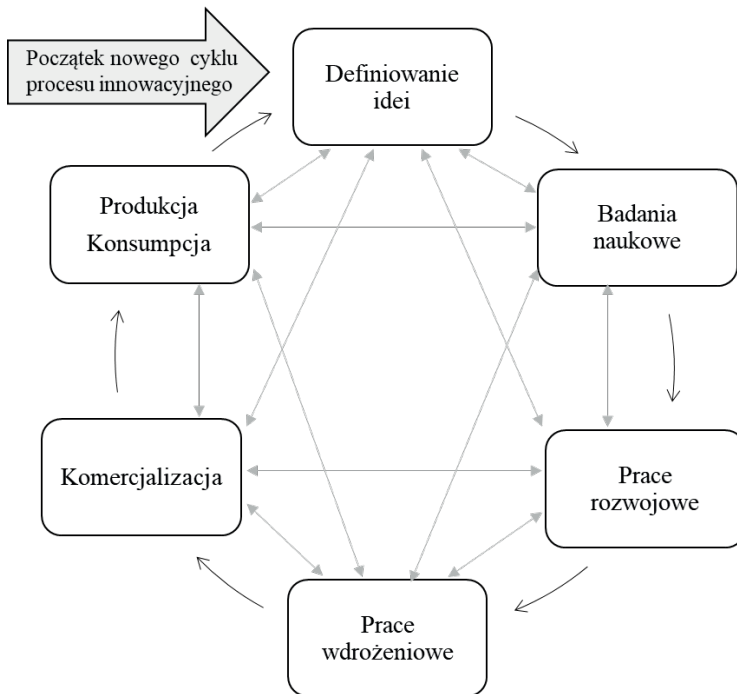 Początek nowego cyklu
procesu innowacyjnego
Definiowanie
idei
Badania
naukowe
Prace
rozwojowe
Prace
wdrożeniowe
Komercjalizacja
Produkcja
Konsumpcja